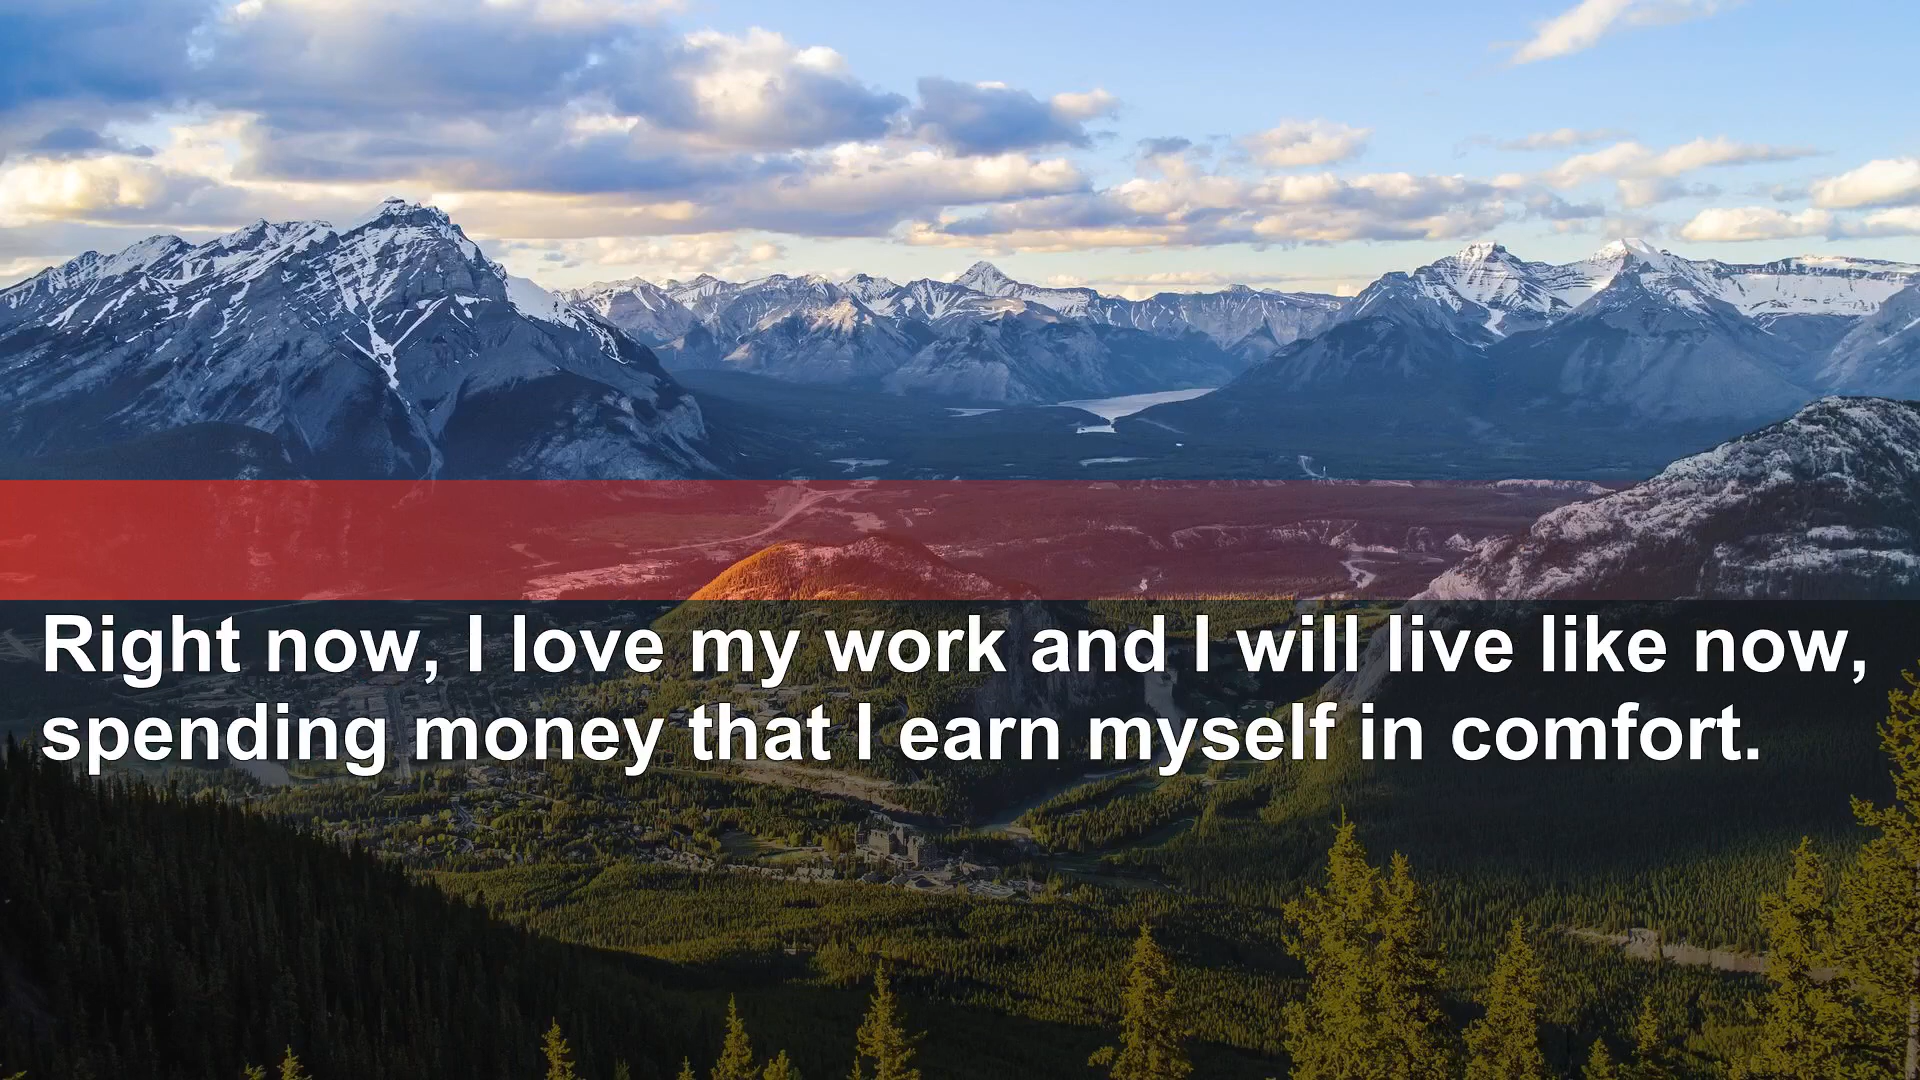 Right now, I love my work and I will live like now,
spending money that I earn myself in comfort.